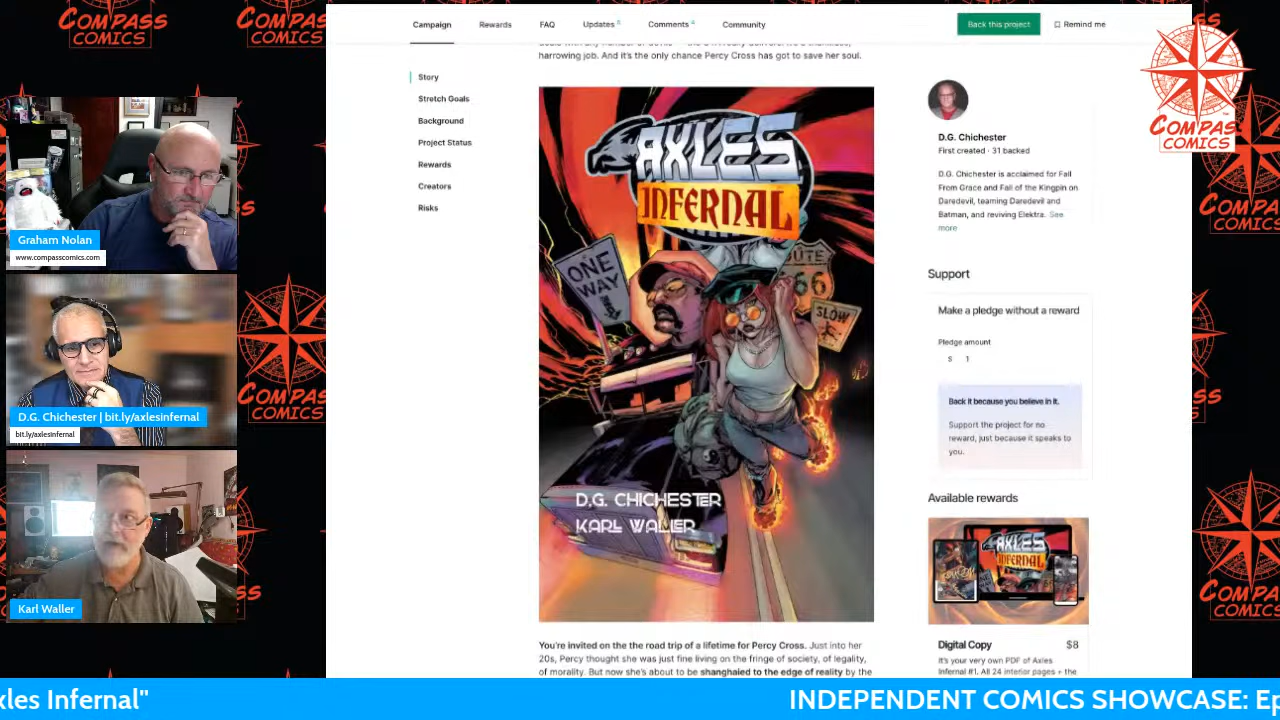 COMPASS
COMICS
COMPASS
COMICS
Graham Nolan
www.compasscomics.com
D.G. Chichester | bit.ly/axlesinfernal
bit.ly/axlesinfernal
Karl Waller
Campaign
Rewards
FAQ
Updates
Comments
Community
Back this project
Remind me
harrowing job. And it's the only chance Percy Cross has got to save her soul.
Story
Stretch Goals
Background
Project Status
Rewards
Creators
Risks
AXLES
INFERNAL
ONE
WAY
ROUTE
66
SLOW
D.G. CHICHESTER
KARL WALLER
You're invited on the the road trip of a lifetime for Percy Cross. Just into her
20s, Percy thought she was just fine living on the fringe of society, of legality,
of morality. But now she's about to be shanghaied to the edge of reality by the
D.G. Chichester
First created · 31 backed
D.G. Chichester is acclaimed for Fall
From Grace and Fall of the Kingpin on
Daredevil, teaming Daredevil and
Batman, and reviving Elektra. See
more
Support
Make a pledge without a reward
Pledge amount
$ 1
Back it because you believe in it.
Support the project for no
reward, just because it speaks to
you.
Available rewards
AXLES
INFERNAL
Digital Copy $8
It's your very own PDF of Axles
Infernal #1. All 24 interior pages + the
COMPASS
COMICS
xles Infernal" INDEPENDENT COMICS SHOWCASE: Ep